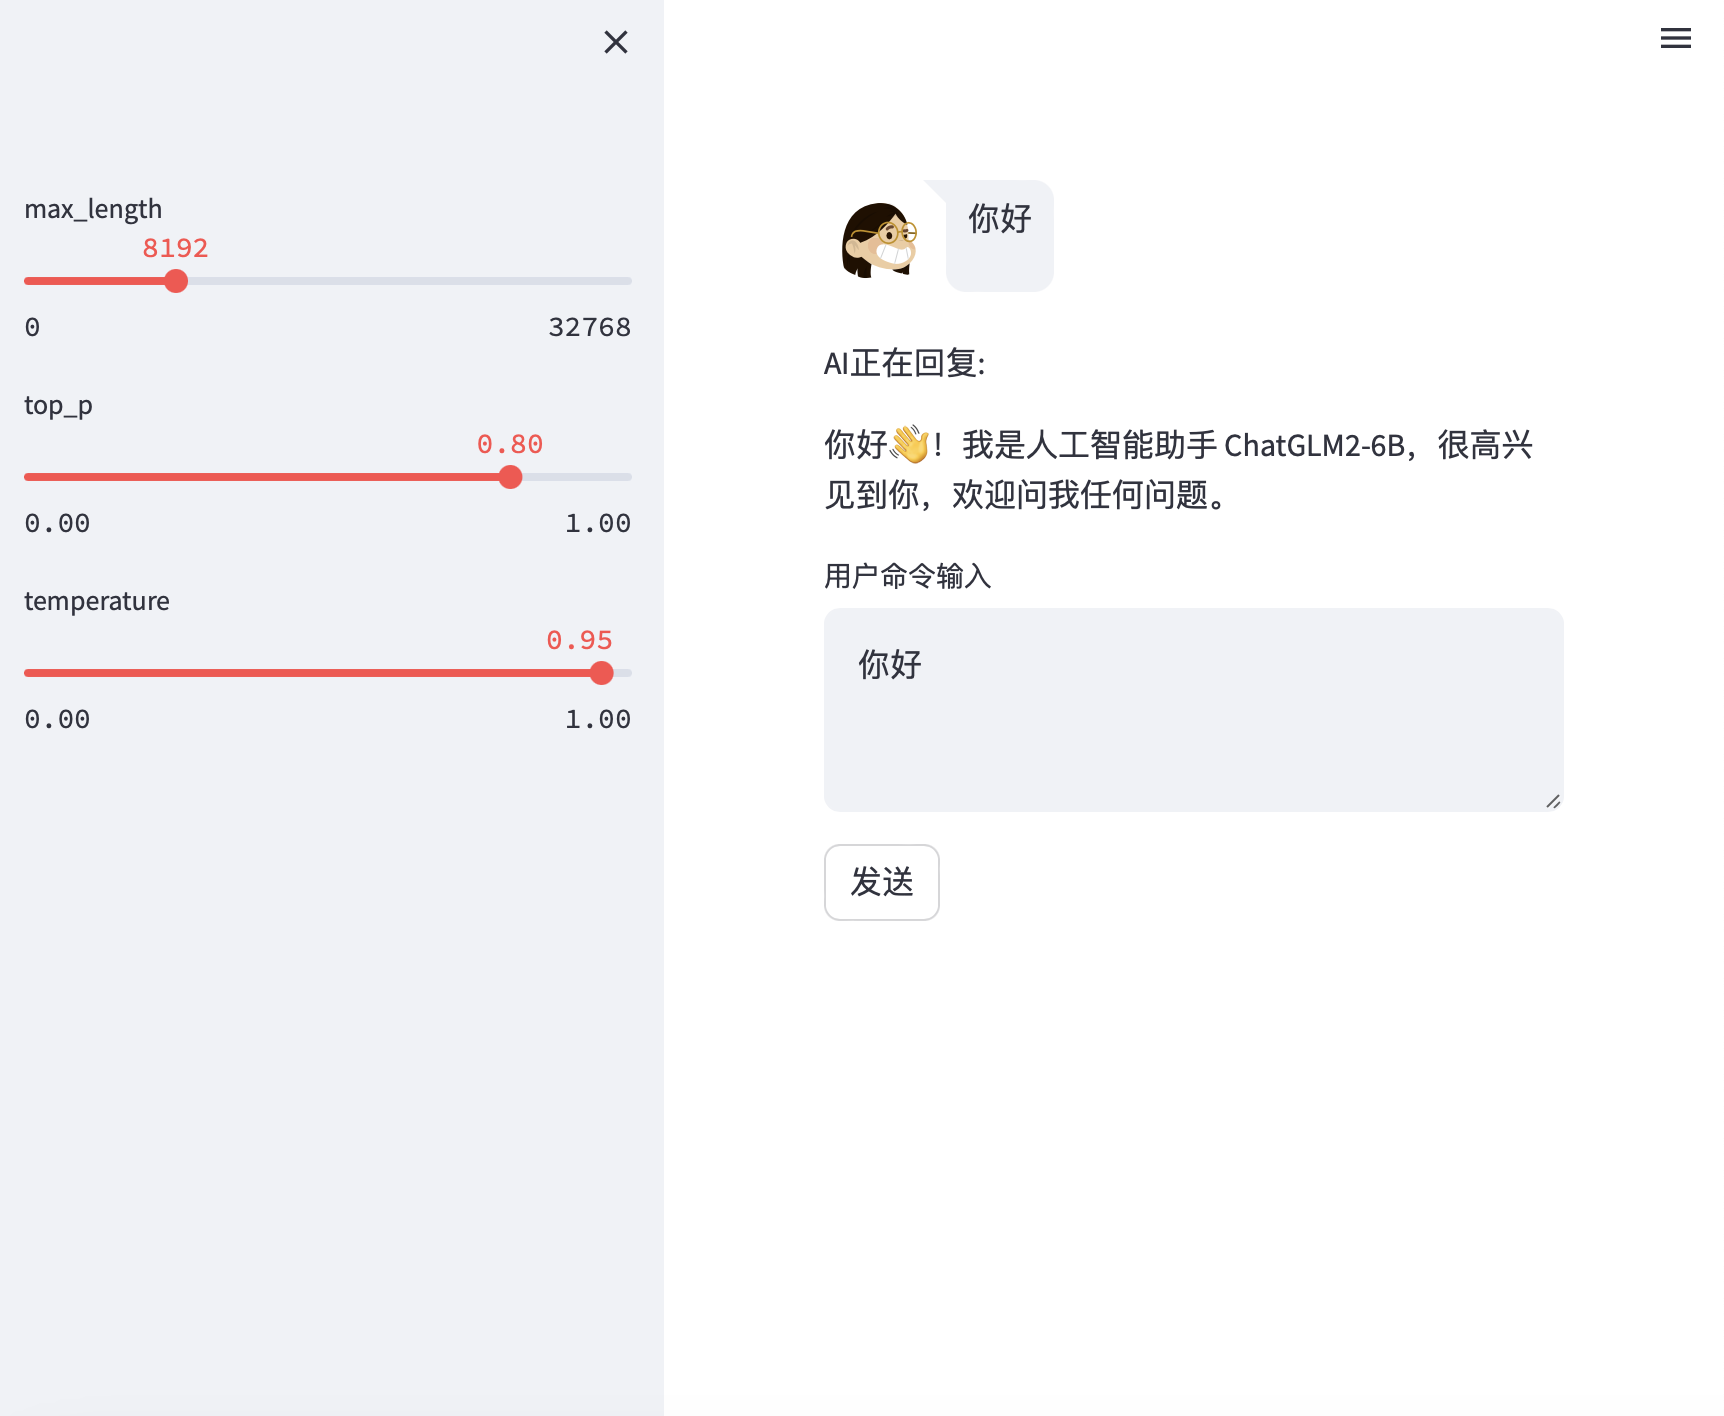 max_length
8192
0 32768
top_p
0.80
0.00 1.00
temperature
0.95
0.00 1.00
你好
AI正在回复:
你好👋！我是人工智能助手 ChatGLM2-6B，很高兴
见到你，欢迎问我任何问题。
用户命令输入
你好
发送